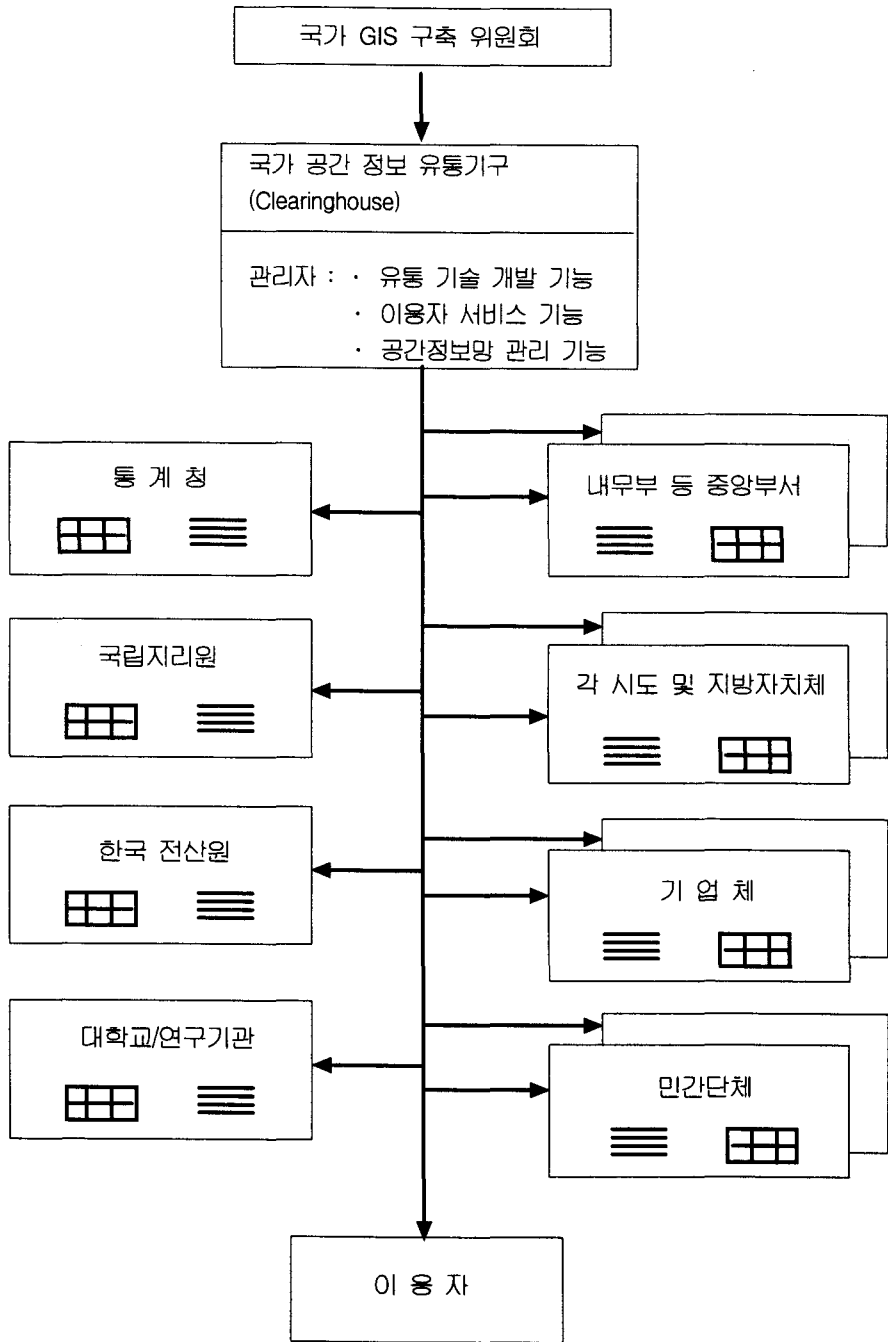 국가 GIS 구축 위원회
국가 공간 정보 유통기구
(Clearinghouse)
관리자 : · 유통 기술 개발 기능
· 이용자 서비스 기능
· 공간정보망 관리 기능
통 계 청
내무부 등 중앙부서
국립지리원
각 시도 및 지방자치체
한국 전산원
기 업 체
대학교/연구기관
민간단체
이 용 자